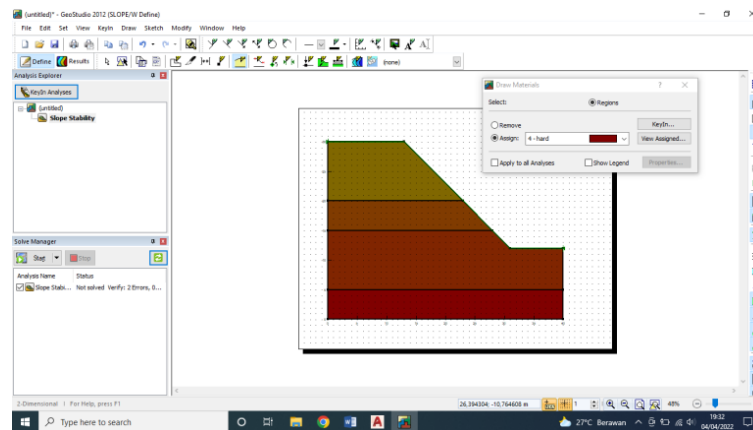 (untitled)* - GeoStudio 2012 (SLOPE/W Define)
File Edit Set View KeyIn Draw Sketch Modify Window Help
Define Results (none)
Analysis Explorer
KeyIn Analyses
(untitled)
Slope Stability
Draw Materials ?
Select: Regions
Remove KeyIn...
Assign: 4 - hard View Assigned...
Apply to all Analyses Show Legend Properties...
Solve Manager
Start Stop
Analysis Name Status
Slope Stabi... Not solved Verify: 2 Errors, 0...
2-Dimensional For Help, press F1
26,394304; -10,764608 m 1 48%
Type here to search
27°C Berawan
19:32
04/04/2022